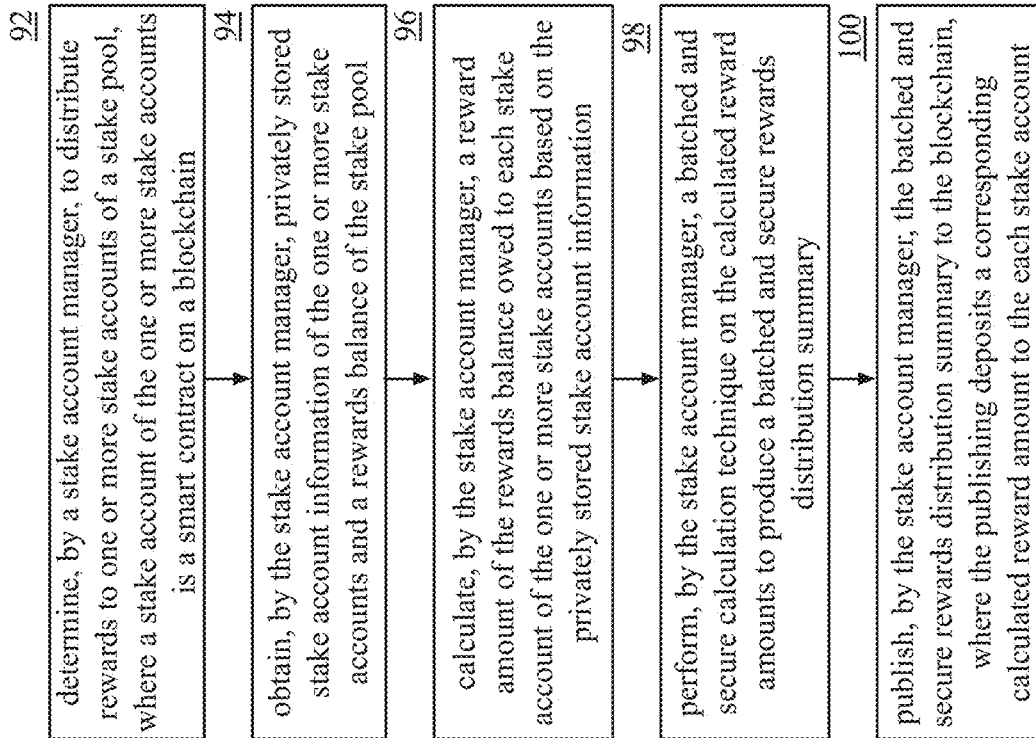 92
determine, by a stake account manager, to distribute
rewards to one or more stake accounts of a stake pool,
where a stake account of the one or more stake accounts
is a smart contract on a blockchain
94
obtain, by the stake account manager, privately stored
stake account information of the one or more stake
accounts and a rewards balance of the stake pool
96
calculate, by the stake account manager, a reward
amount of the rewards balance owed to each stake
account of the one or more stake accounts based on the
privately stored stake account information
98
perform, by the stake account manager, a batched and
secure calculation technique on the calculated reward
amounts to produce a batched and secure rewards
distribution summary
100
publish, by the stake account manager, the batched and
secure rewards distribution summary to the blockchain,
where the publishing deposits a corresponding
calculated reward amount to the each stake account